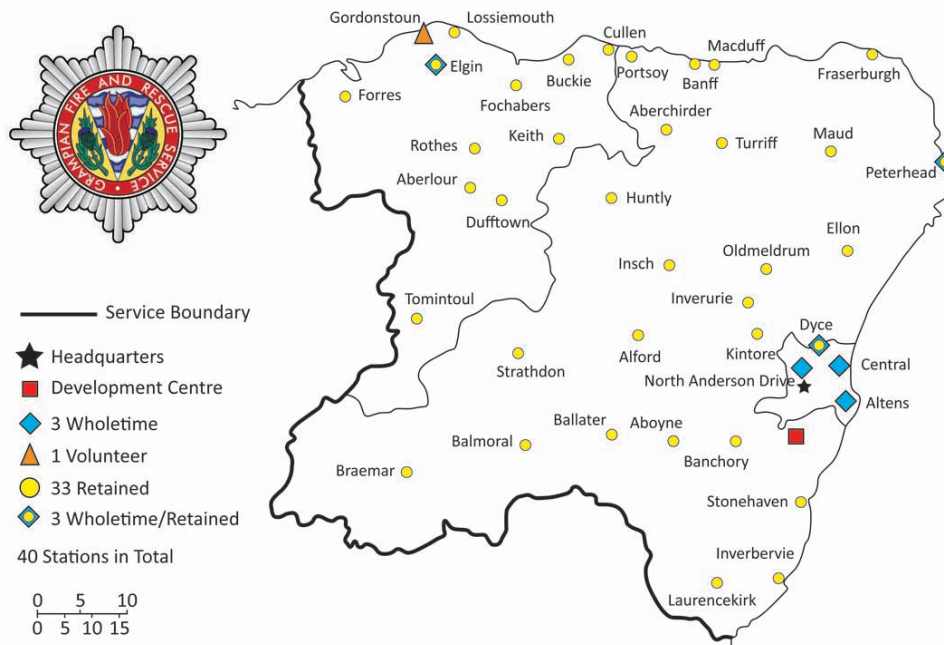 GRAMPIAN FIRE AND RESCUE SERVICE
Gordonstoun
Lossiemouth
Elgin
Forres
Fochabers
Buckie
Cullen
Portsoy
Macduff
Banff
Fraserburgh
Aberchirder
Keith
Rothes
Turriff
Maud
Peterhead
Aberlour
Dufftown
Huntly
Ellon
Oldmeldrum
Insch
Inverurie
Tomintoul
Dyce
Kintore
Alford
Strathdon
Central
North Anderson Drive
Altens
Ballater
Aboyne
Balmoral
Banchory
Braemar
Stonehaven
Inverbervie
Laurencekirk
Service Boundary
Headquarters
Development Centre
3 Wholetime
1 Volunteer
33 Retained
3 Wholetime/Retained
40 Stations in Total
0 5 10
0 5 10 15